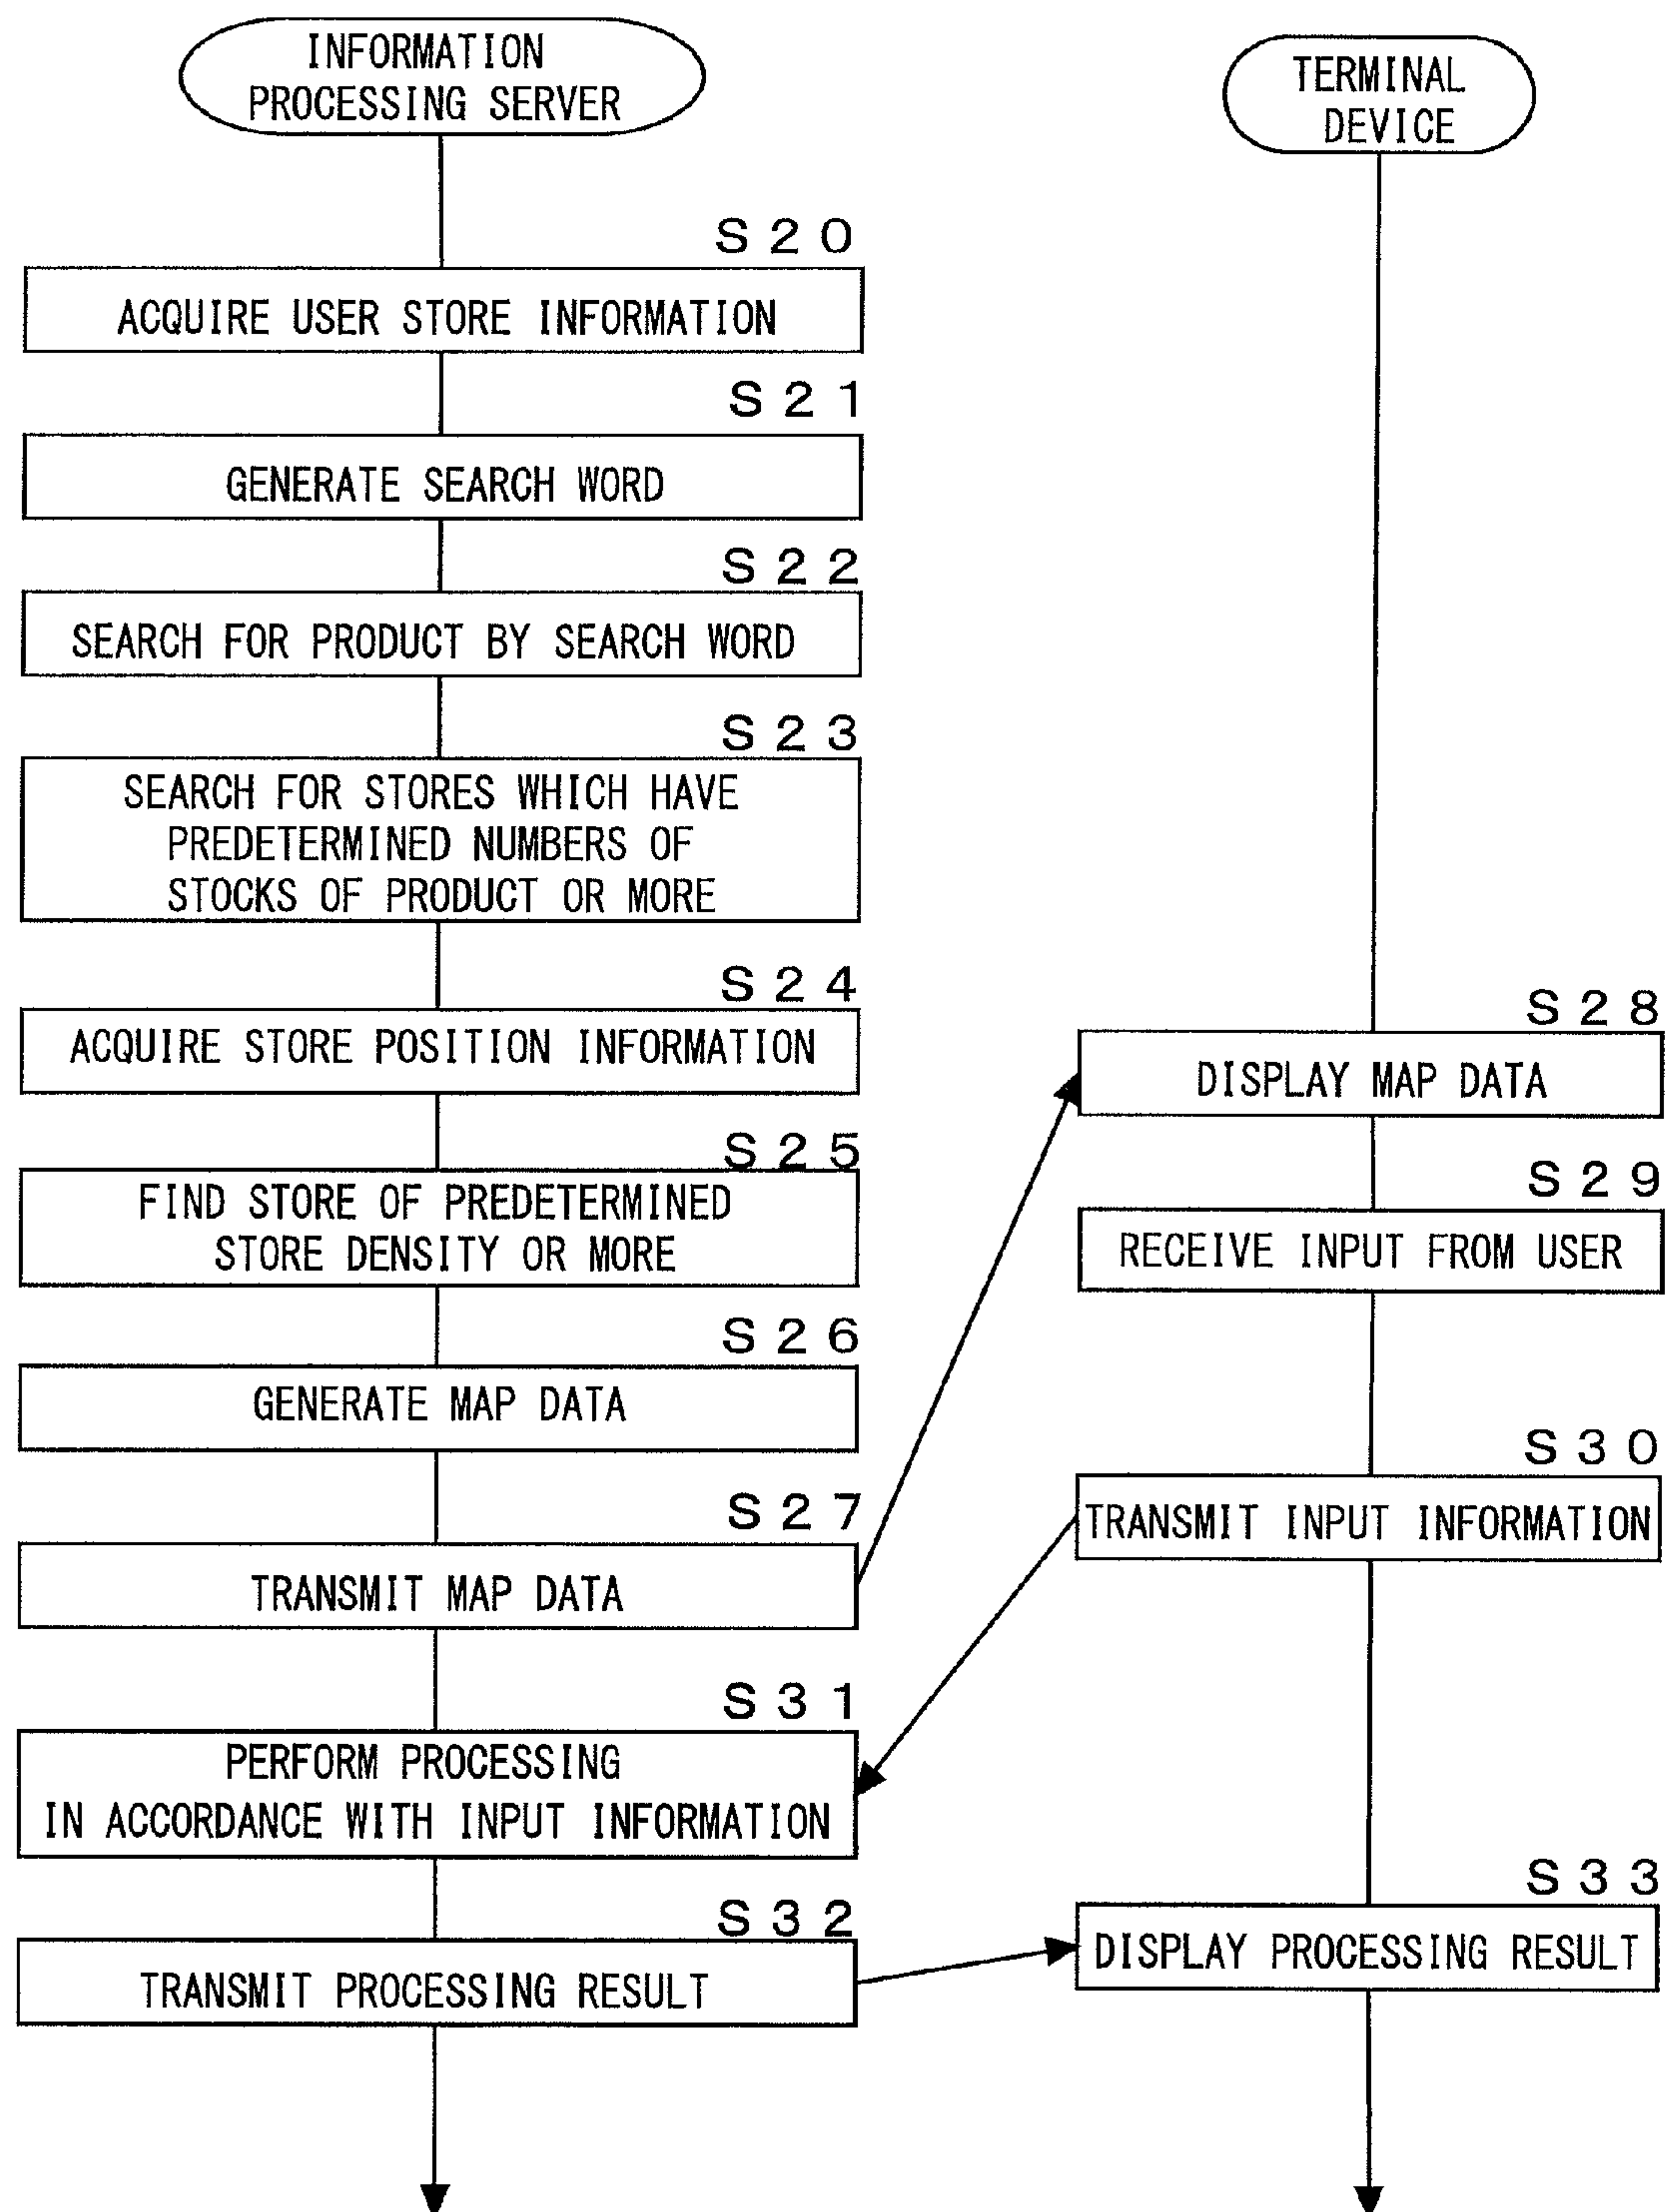 INFORMATION
PROCESSING SERVER
S20
ACQUIRE USER STORE INFORMATION
S21
GENERATE SEARCH WORD
S22
SEARCH FOR PRODUCT BY SEARCH WORD
S23
SEARCH FOR STORES WHICH HAVE
PREDETERMINED NUMBERS OF
STOCKS OF PRODUCT OR MORE
S24
ACQUIRE STORE POSITION INFORMATION
S25
FIND STORE OF PREDETERMINED
STORE DENSITY OR MORE
S26
GENERATE MAP DATA
S27
TRANSMIT MAP DATA
S31
PERFORM PROCESSING
IN ACCORDANCE WITH INPUT INFORMATION
S32
TRANSMIT PROCESSING RESULT
TERMINAL
DEVICE
S28
DISPLAY MAP DATA
S29
RECEIVE INPUT FROM USER
S30
TRANSMIT INPUT INFORMATION
S33
DISPLAY PROCESSING RESULT